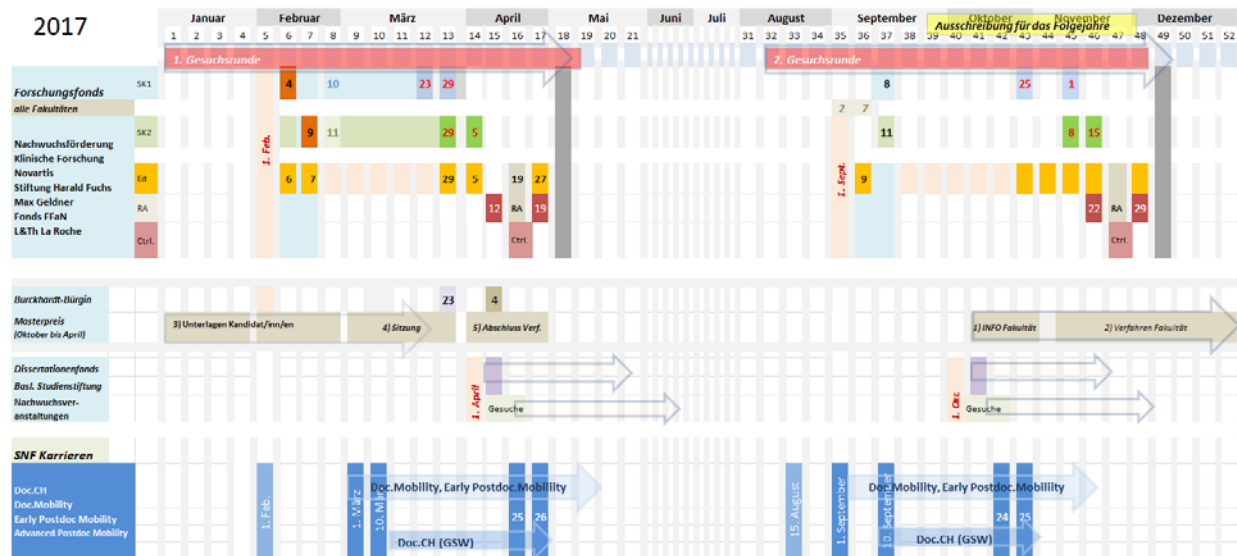 2017
Januar Februar März April Mai Juni Juli August September Oktober November Dezember
Ausschreibung für das Folgejahre
1 2 3 4 5 6 7 8 9 10 11 12 13 14 15 16 17 18 19 20 21 31 32 33 34 35 36 37 38 39 40 41 42 43 44 45 46 47 48 49 50 51 52
1. Gesuchsrunde 2. Gesuchsrunde
Forschungsfonds SK1 4 10 23 29 8 25 1
alle Fakultäten 2 7
1. Feb. 1. Sept.
SK2 9 11 29 5 11 8 15
Nachwuchsförderung
Klinische Forschung
Novartis
Stiftung Harald Fuchs
Max Geldner
Fonds FFaN
L&Th La Roche
Ed 6 7 29 5 19 27 9
RA 12 RA 19 22 RA 29
Ctrl. Ctrl. Ctrl.
Burckhardt-Bürgin 23 4
Masterpreis
(Oktober bis April)
3) Unterlagen Kandidat/inn/en 4) Sitzung 5) Abschluss Verf. 1) INFO Fakultät 2) Verfahren Fakultät
Dissertationenfonds
Basl. Studienstiftung
Nachwuchsver-
anstaltungen
1. April Gesuche 1. Okt. Gesuche
SNF Karrieren
Doc.CH
Doc.Mobility
Early Postdoc Mobility
Advanced Postdoc Mobility
1. Feb. 1. März 10. März 15. August 1. September 10. September
Doc.Mobility, Early Postdoc.Mobillity Doc.Mobility, Early Postdoc.Mobillity
25 26 24 25
Doc.CH (GSW) Doc.CH (GSW)